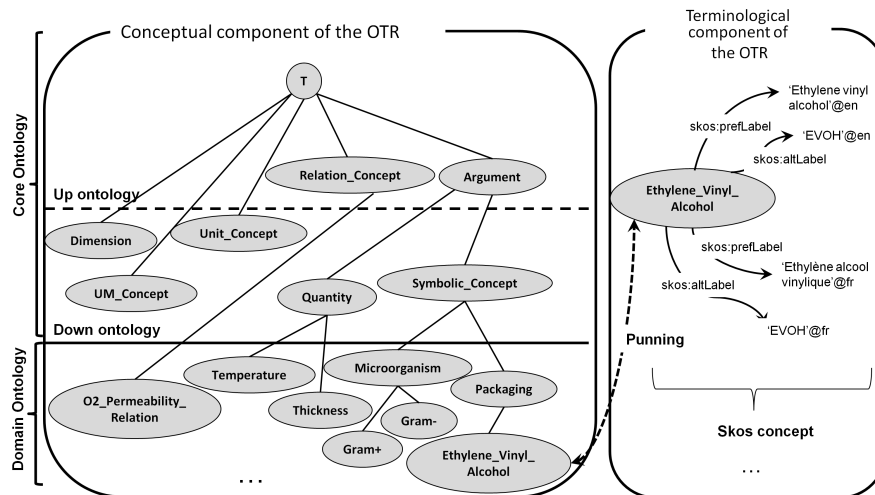 Conceptual component of the OTR
Terminological
component of
the OTR
Core Ontology
T
Relation_Concept
Argument
Up ontology
Dimension
Unit_Concept
UM_Concept
Quantity
Symbolic_Concept
Down ontology
Domain Ontology
Temperature
Microorganism
Packaging
O2_Permeability_
Relation
Thickness
Gram-
Gram+
Ethylene_Vinyl_
Alcohol
...
‘Ethylene vinyl
alcohol’@en
skos:prefLabel
‘EVOH’@en
skos:altLabel
Ethylene_Vinyl_
Alcohol
skos:prefLabel
‘Ethylène alcool
vinylique’@fr
skos:altLabel
‘EVOH’@fr
Punning
Skos concept
...